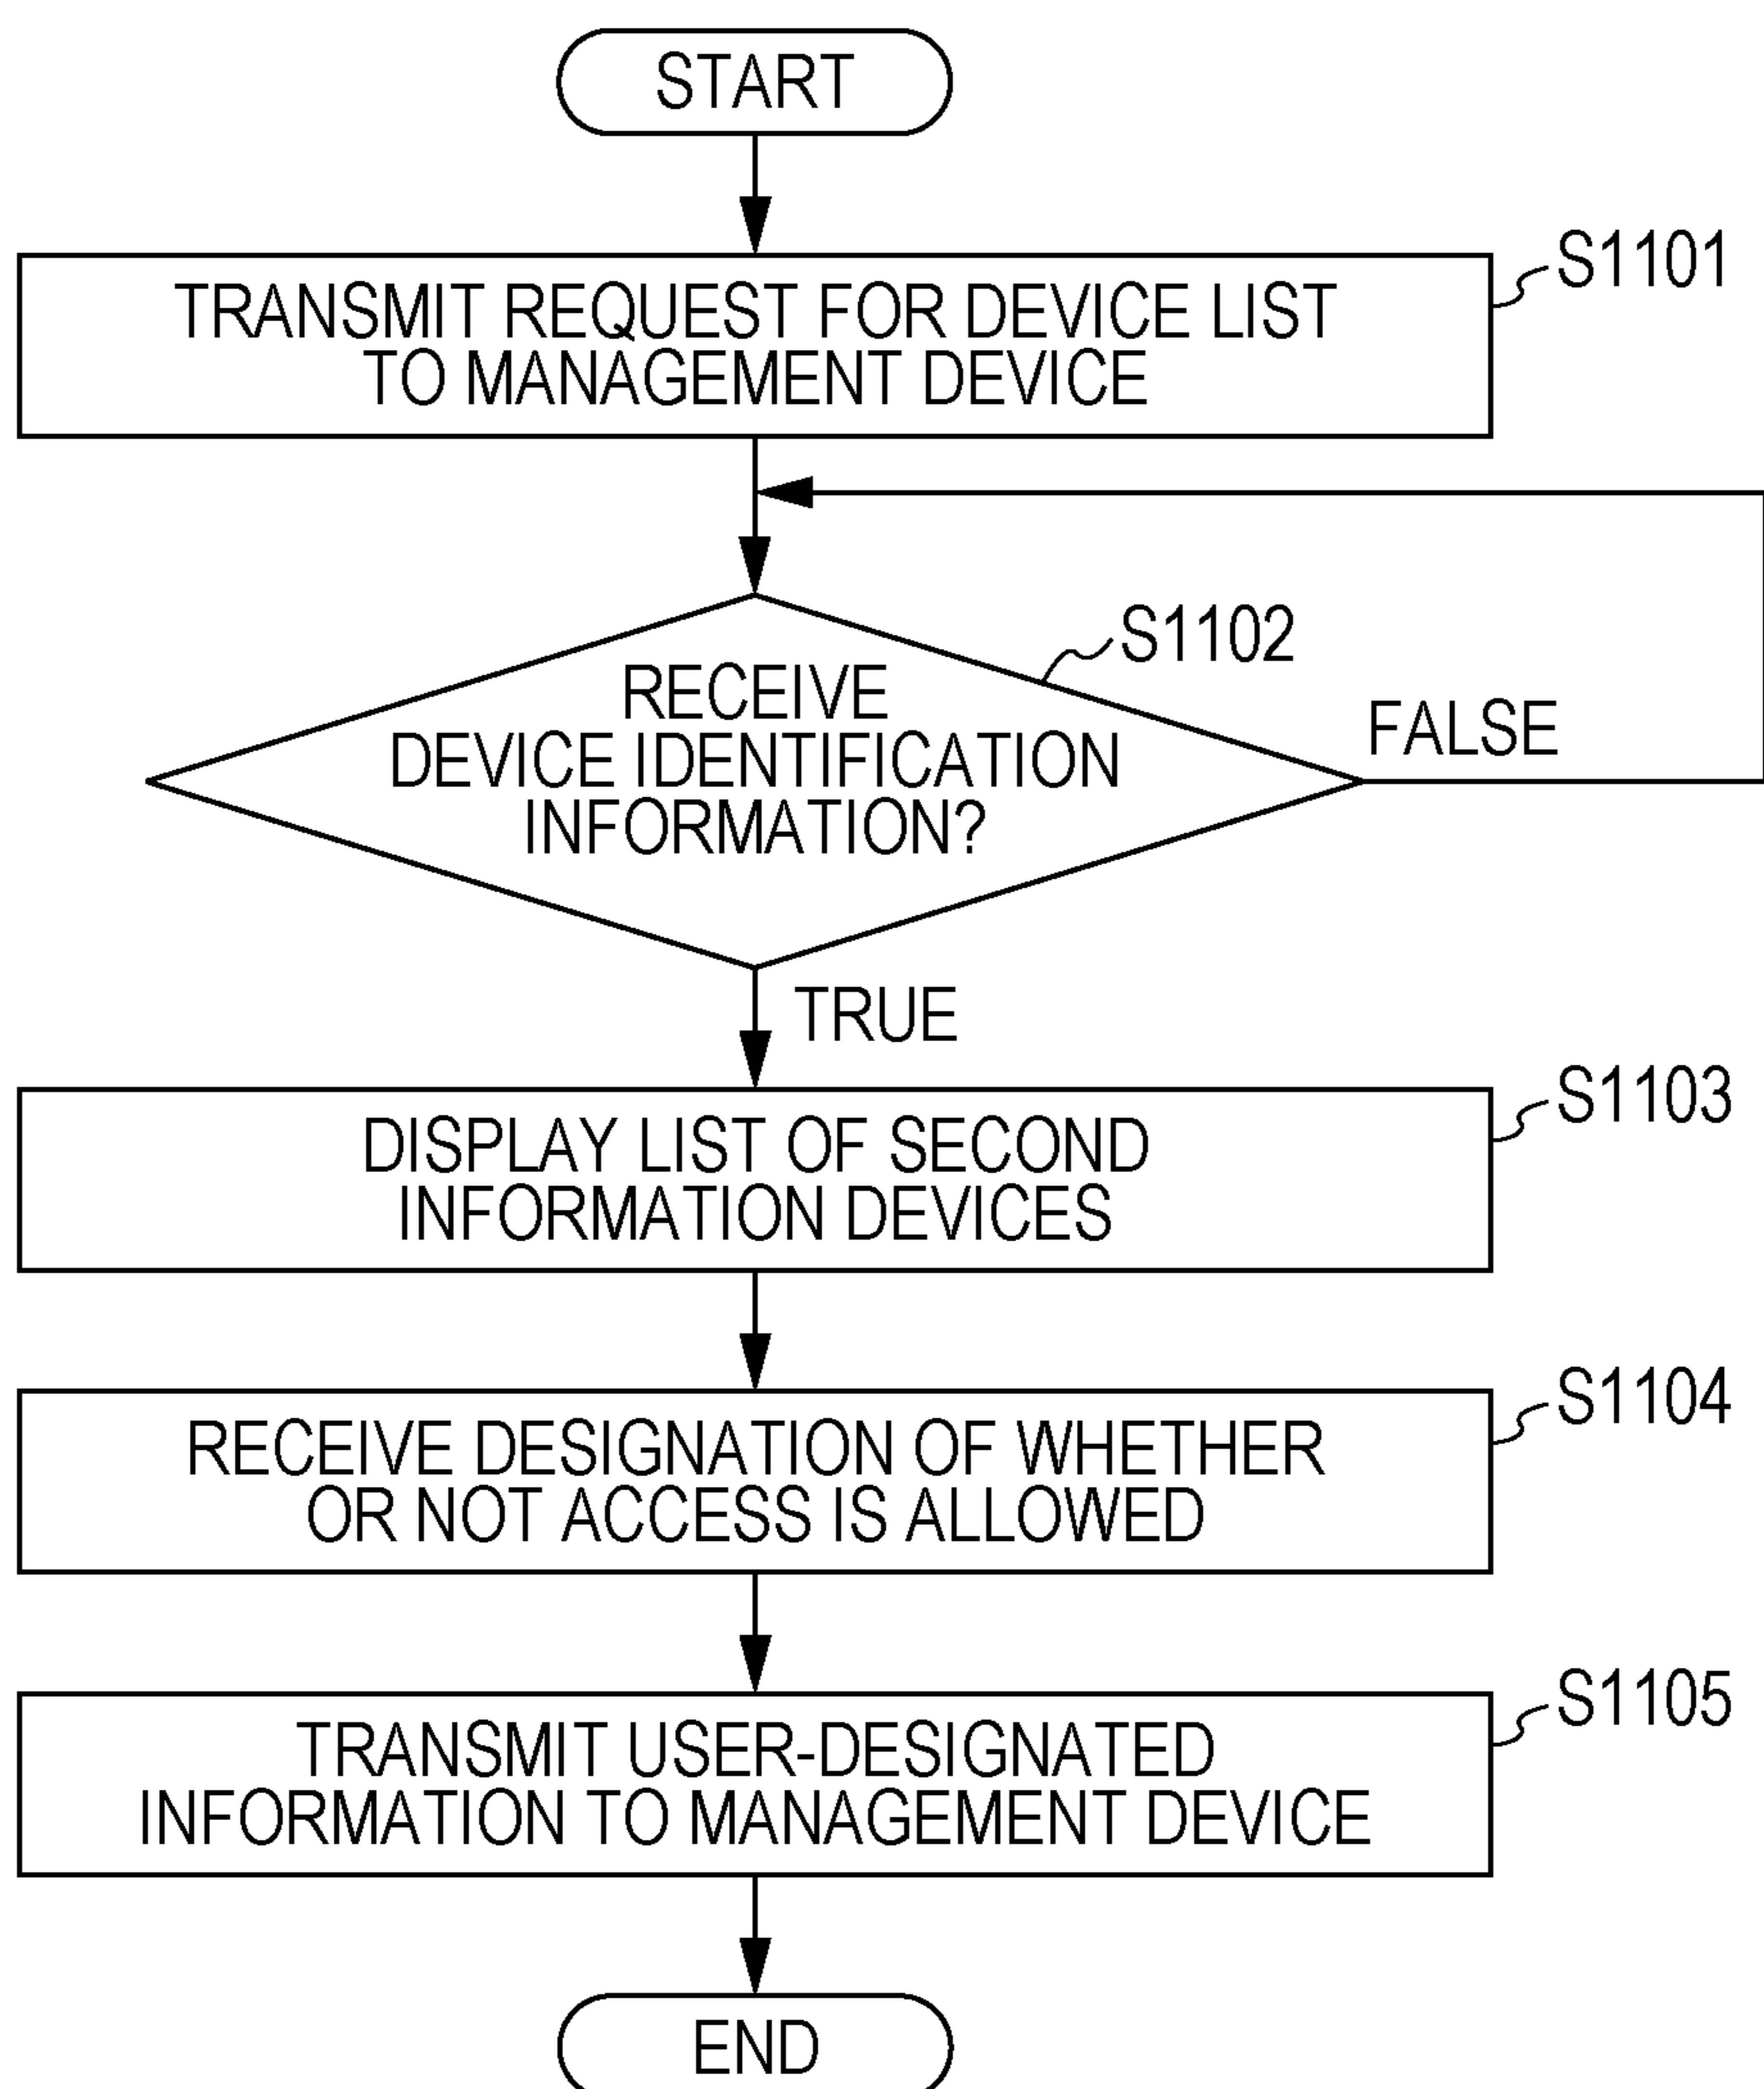 START
S1101
TRANSMIT REQUEST FOR DEVICE LIST
TO MANAGEMENT DEVICE
S1102
RECEIVE
DEVICE IDENTIFICATION
INFORMATION?
FALSE
TRUE
S1103
DISPLAY LIST OF SECOND
INFORMATION DEVICES
S1104
RECEIVE DESIGNATION OF WHETHER
OR NOT ACCESS IS ALLOWED
S1105
TRANSMIT USER-DESIGNATED
INFORMATION TO MANAGEMENT DEVICE
END